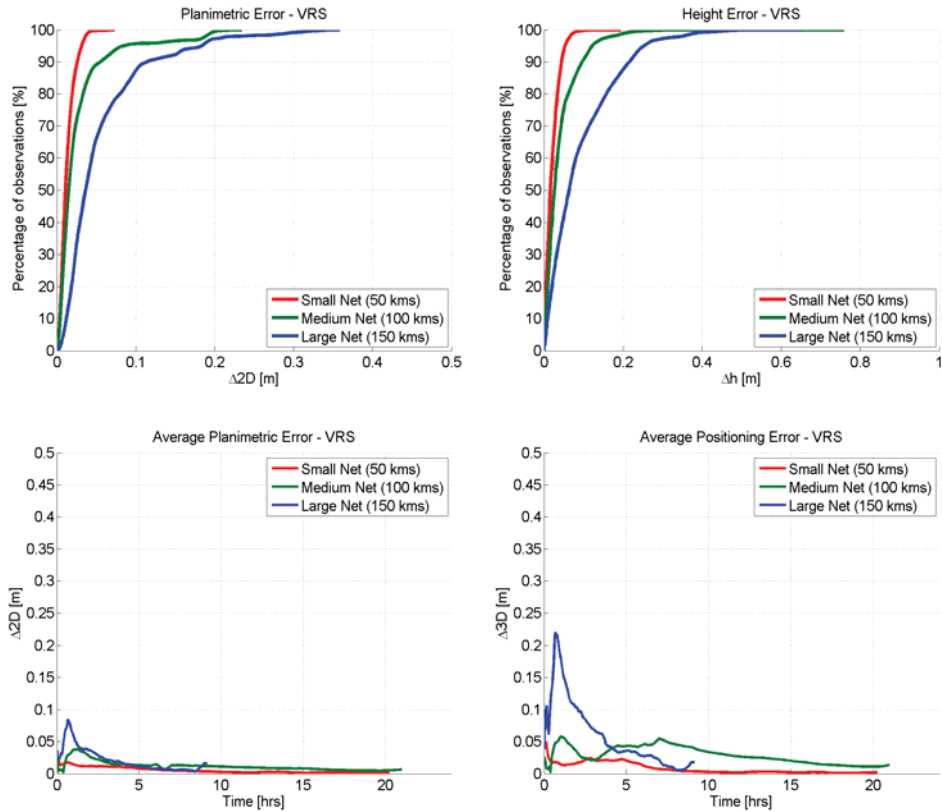 Planimetric Error - VRS
Percentage of observations [%]
100
90
80
70
60
50
40
30
20
10
0
Small Net (50 kms)
Medium Net (100 kms)
Large Net (150 kms)
0 0.1 0.2 0.3 0.4 0.5
Δ2D [m]
Height Error - VRS
Percentage of observations [%]
100
90
80
70
60
50
40
30
20
10
0
Small Net (50 kms)
Medium Net (100 kms)
Large Net (150 kms)
0 0.2 0.4 0.6 0.8 1
Δh [m]
Average Planimetric Error - VRS
Δ2D [m]
0.5
0.45
0.4
0.35
0.3
0.25
0.2
0.15
0.1
0.05
0
Small Net (50 kms)
Medium Net (100 kms)
Large Net (150 kms)
0 5 10 15 20
Time [hrs]
Average Positioning Error - VRS
Δ3D [m]
0.5
0.45
0.4
0.35
0.3
0.25
0.2
0.15
0.1
0.05
0
Small Net (50 kms)
Medium Net (100 kms)
Large Net (150 kms)
0 5 10 15 20
Time [hrs]